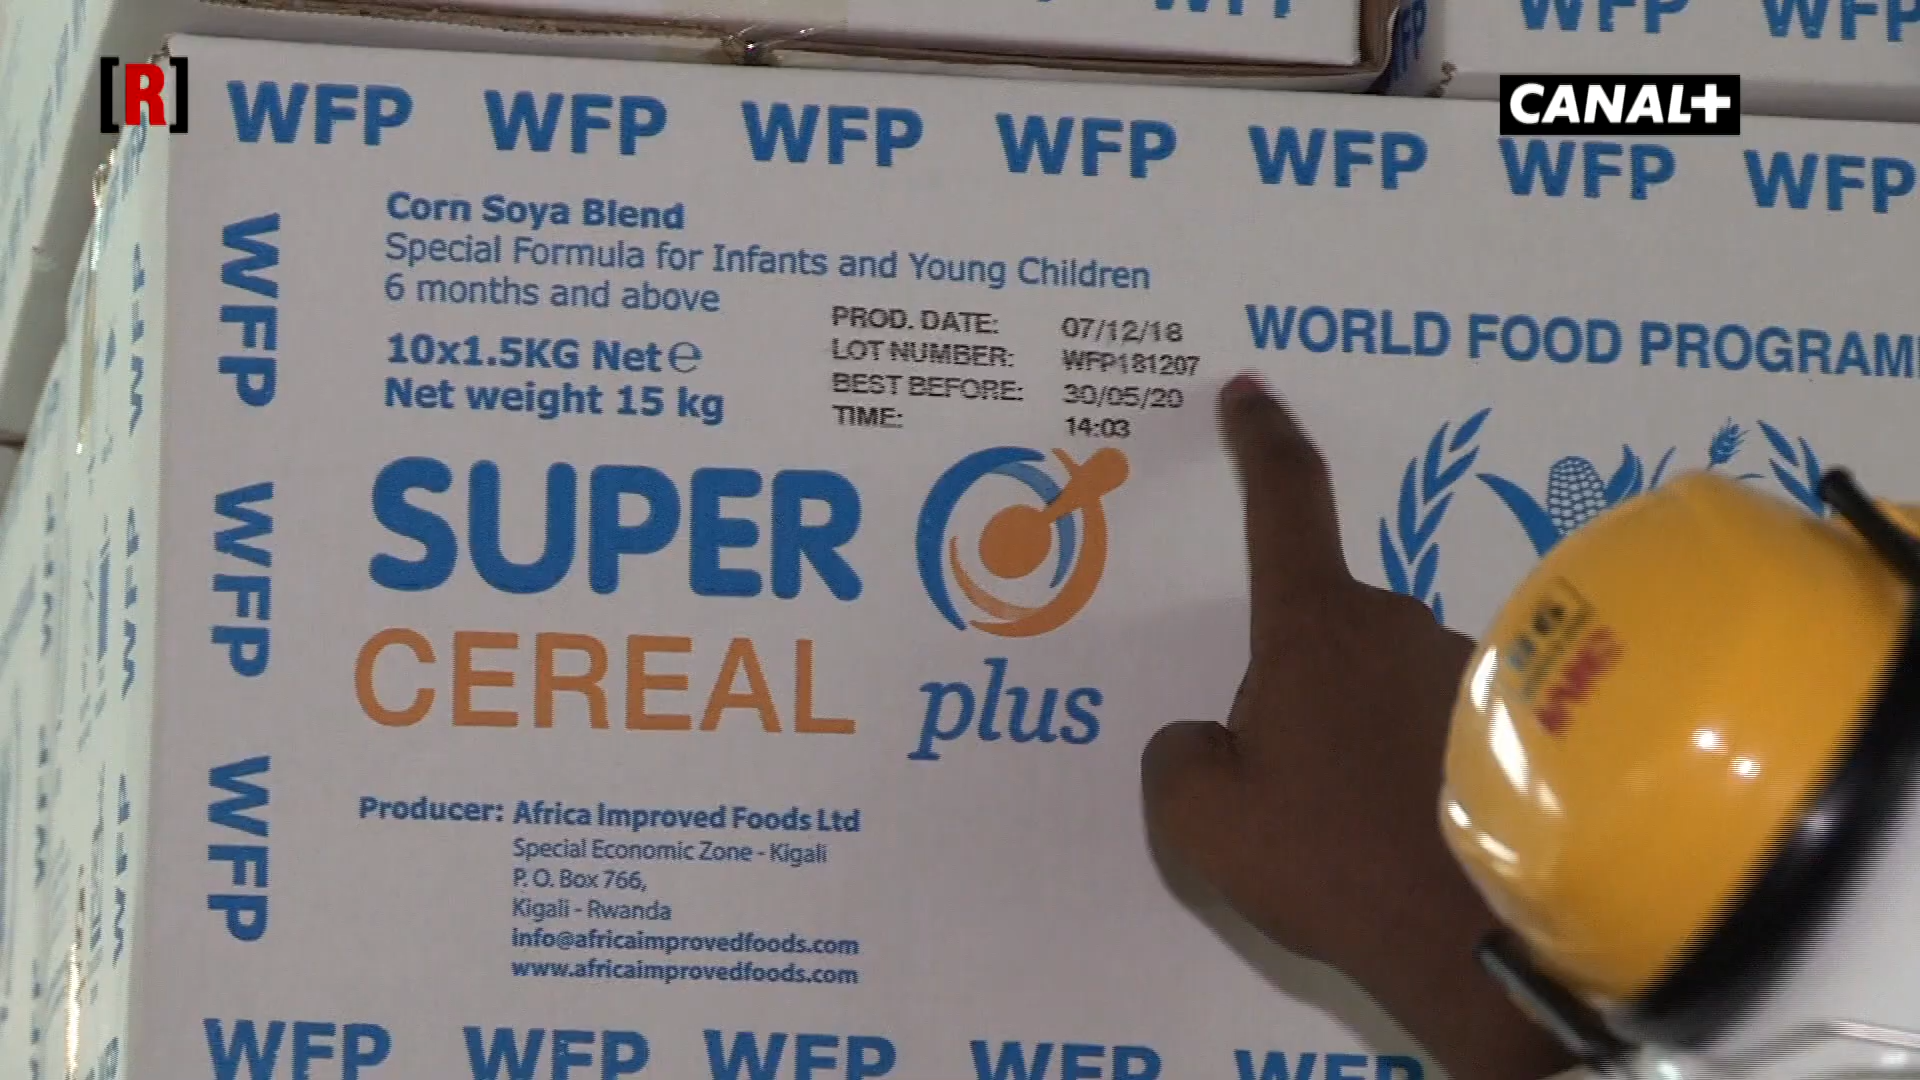 [R]
CANAL+
WFP WFP WFP WFP WFP WFP WFP
WFP
WFP
WFP
Corn Soya Blend
Special Formula for Infants and Young Children
6 months and above
10x1.5KG Net e
Net weight 15 kg
PROD. DATE: 07/12/18
LOT NUMBER: WFP181207
BEST BEFORE: 30/05/20
TIME: 14:03
WORLD FOOD PROGRAM
SUPER
CEREAL
plus
Producer: Africa Improved Foods Ltd
Special Economic Zone - Kigali
P. O. Box 766,
Kigali - Rwanda
info@africaimprovedfoods.com
www.africaimprovedfoods.com
WFP WFP WFP WFP WFP